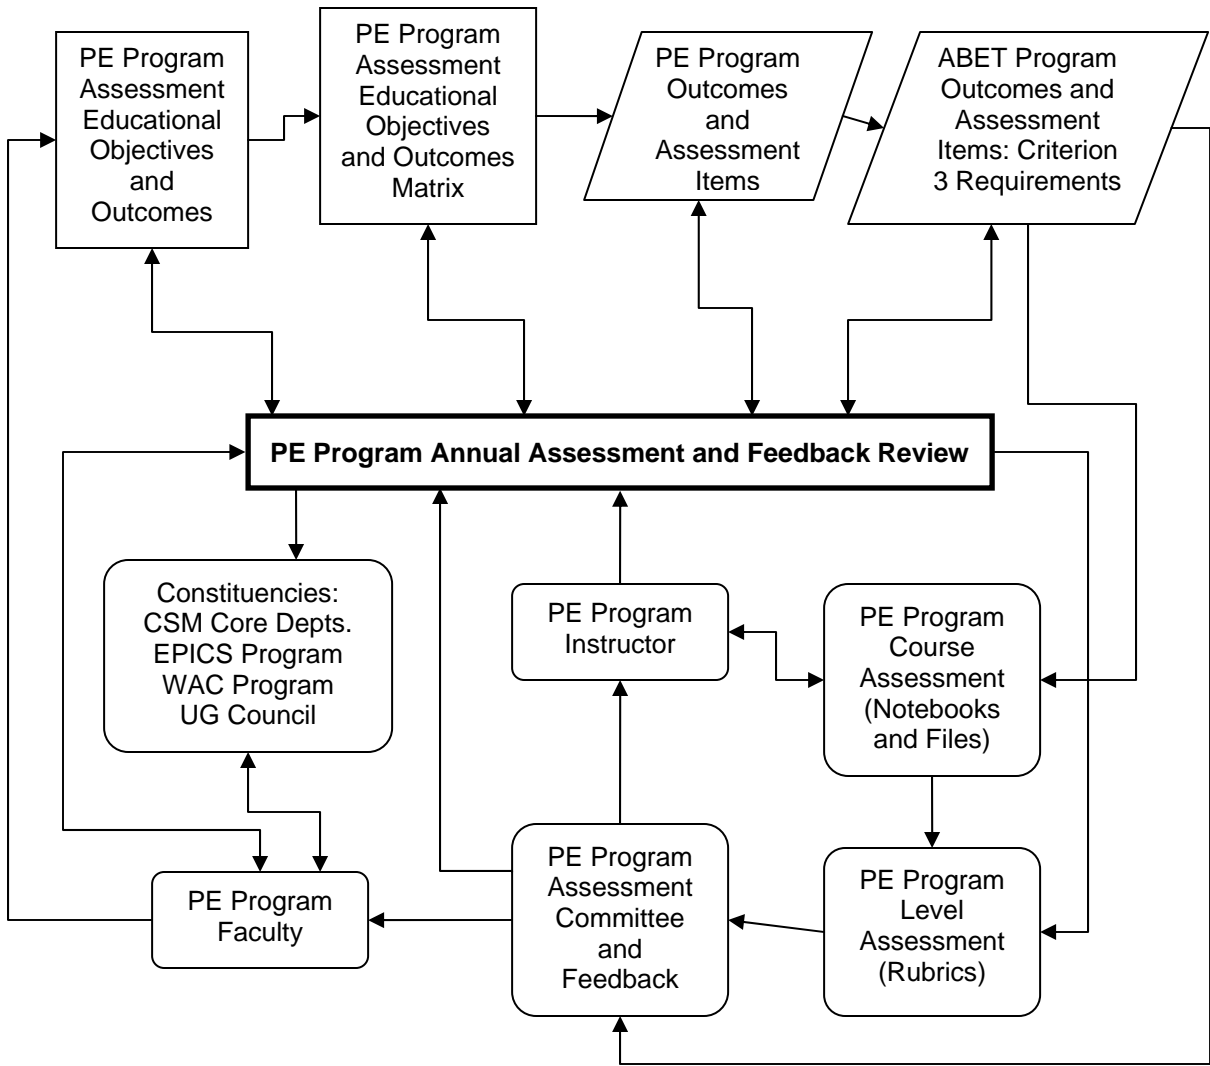 PE Program
Assessment
Educational
Objectives
and
Outcomes
PE Program
Assessment
Educational
Objectives
and Outcomes
Matrix
PE Program
Outcomes
and
Assessment
Items
ABET Program
Outcomes and
Assessment
Items: Criterion
3 Requirements
PE Program Annual Assessment and Feedback Review
Constituencies:
CSM Core Depts.
EPICS Program
WAC Program
UG Council
PE Program
Instructor
PE Program
Course
Assessment
(Notebooks
and Files)
PE Program
Faculty
PE Program
Assessment
Committee
and
Feedback
PE Program
Level
Assessment
(Rubrics)